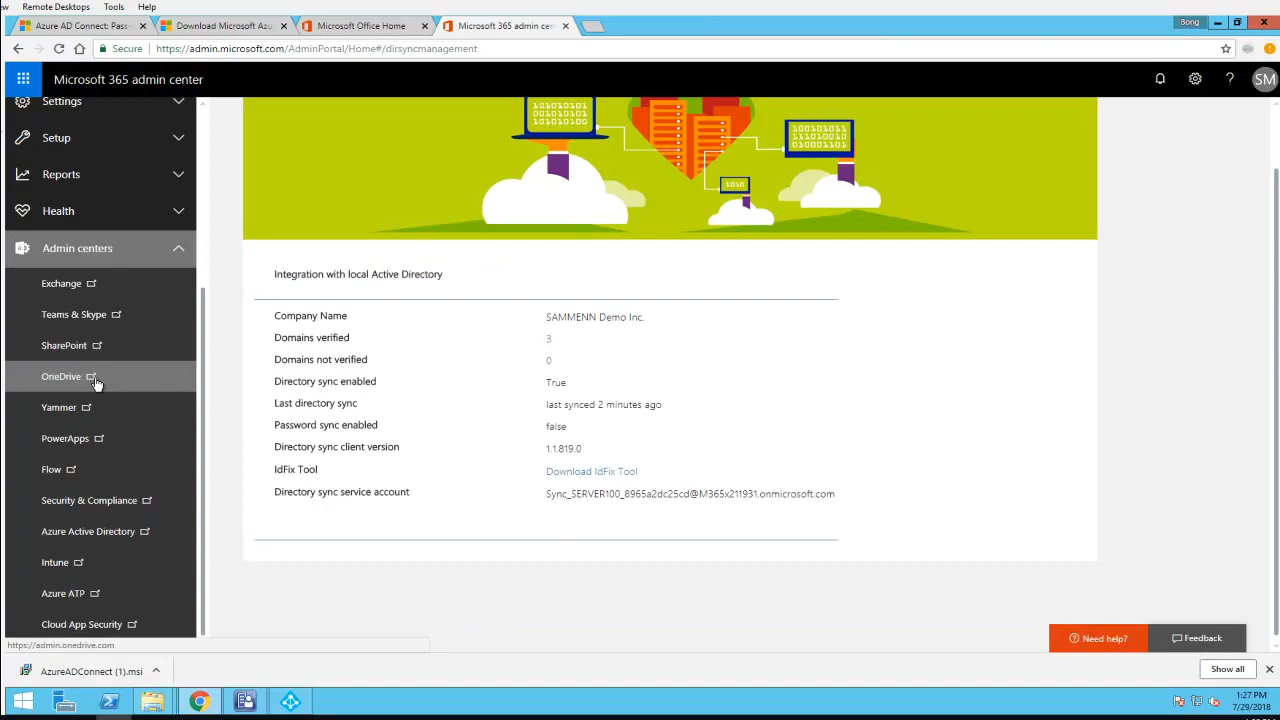 w Remote Desktops Tools Help
Azure AD Connect: Pass-
Download Microsoft Azu
Microsoft Office Home
Microsoft 365 admin cen
Bong
Secure https://admin.microsoft.com/AdminPortal/Home#/dirsyncmanagement
Microsoft 365 admin center
SM
Settings
Setup
Reports
Health
Admin centers
Exchange
Teams & Skype
SharePoint
OneDrive
Yammer
PowerApps
Flow
Security & Compliance
Azure Active Directory
Intune
Azure ATP
Cloud App Security
Integration with local Active Directory
Company Name SAMMENN Demo Inc.
Domains verified 3
Domains not verified 0
Directory sync enabled True
Last directory sync last synced 2 minutes ago
Password sync enabled false
Directory sync client version 1.1.819.0
IdFix Tool Download IdFix Tool
Directory sync service account Sync_SERVER100_8965a2dc25cd@M365x211931.onmicrosoft.com
Need help?
Feedback
https://admin.onedrive.com
AzureADConnect (1).msi
Show all
1:27 PM
7/29/2018